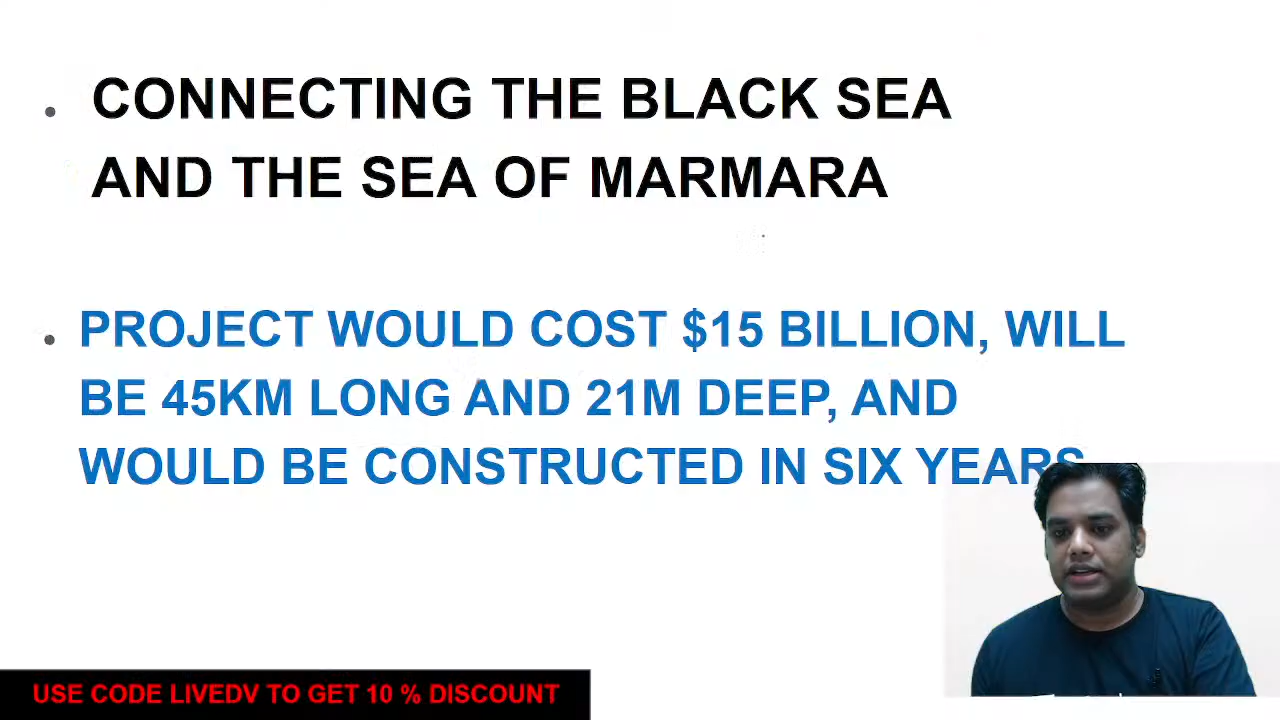 CONNECTING THE BLACK SEA
AND THE SEA OF MARMARA
PROJECT WOULD COST $15 BILLION, WILL
BE 45KM LONG AND 21M DEEP, AND
WOULD BE CONSTRUCTED IN SIX YEARS
USE CODE LIVEDV TO GET 10 % DISCOUNT